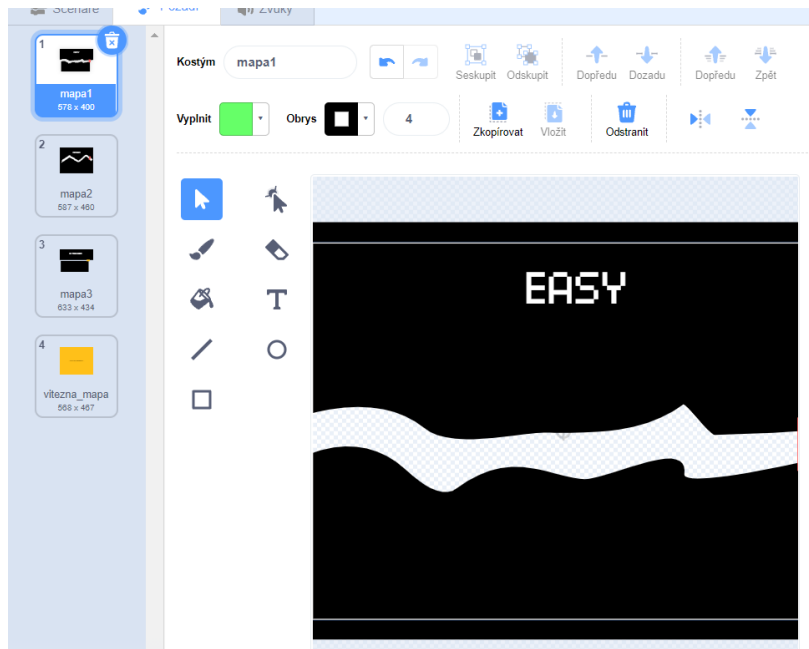 Scénáře
Pozadí
Zvuky
1
mapa1
578 x 400
2
mapa2
587 x 460
3
mapa3
633 x 434
4
vitezna_mapa
568 x 467
Kostým
mapa1
Seskupit
Odskupit
Dopředu
Dozadu
Dopředu
Zpět
Vyplnit
Obrys
4
Zkopírovat
Vložit
Odstranit
T
EASY